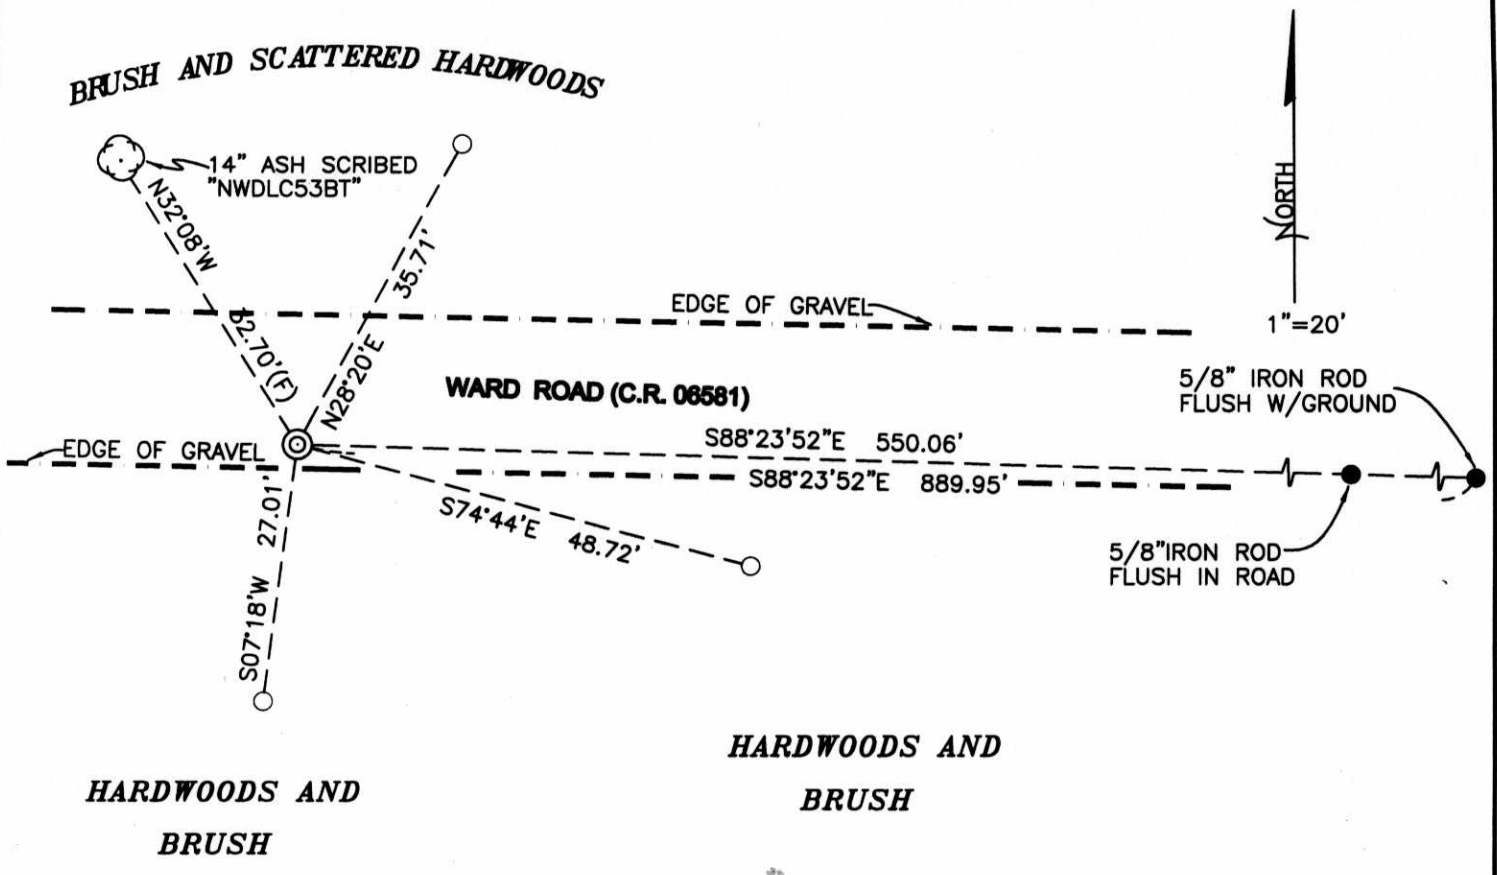 BRUSH AND SCATTERED HARDWOODS
14" ASH SCRIBED
"NWDLC53BT"
N32°08'W
N28°20'E 35.71'
NORTH
1"=20'
EDGE OF GRAVEL
WARD ROAD (C.R. 06581)
5/8" IRON ROD
FLUSH W/GROUND
EDGE OF GRAVEL
S88°23'52"E 550.06'
S88°23'52"E 889.95'
S74°44'E 48.72'
S07°18'W 27.01'
5/8"IRON ROD
FLUSH IN ROAD
HARDWOODS AND
BRUSH
HARDWOODS AND
BRUSH